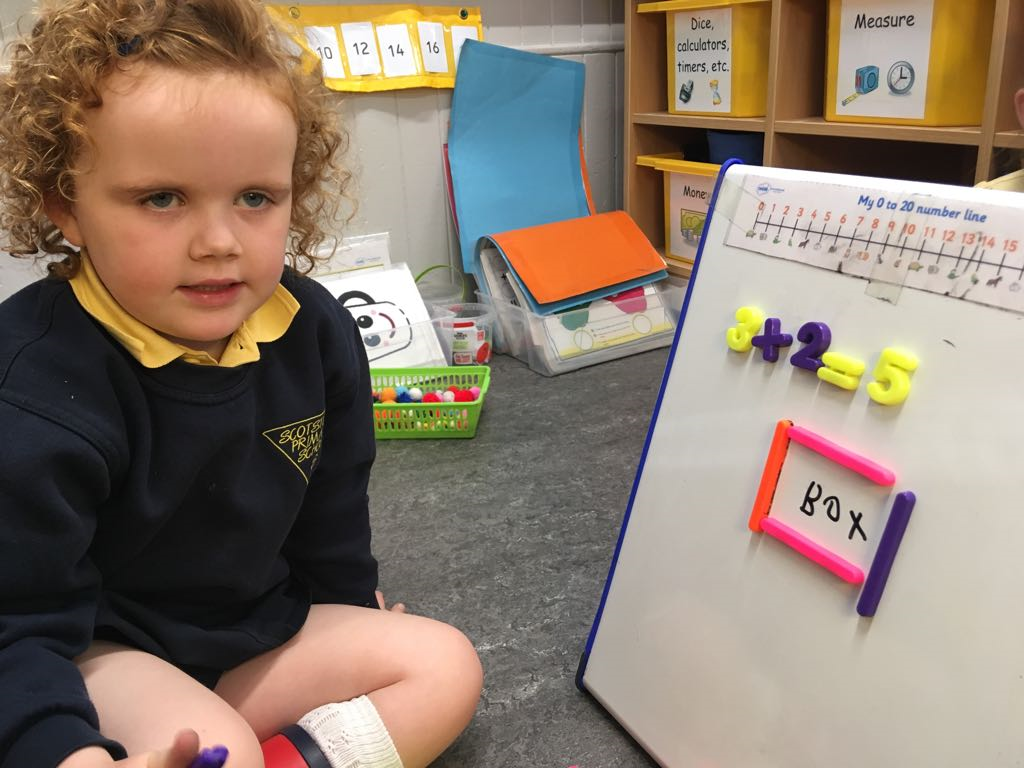 10 12 14 16
Dice,
calculators,
timers, etc.
Measure
My 0 to 20 number line
0 1 2 3 4 5 6 7 8 9 10 11 12 13 14 15
3+2=5
BOX
PRIM